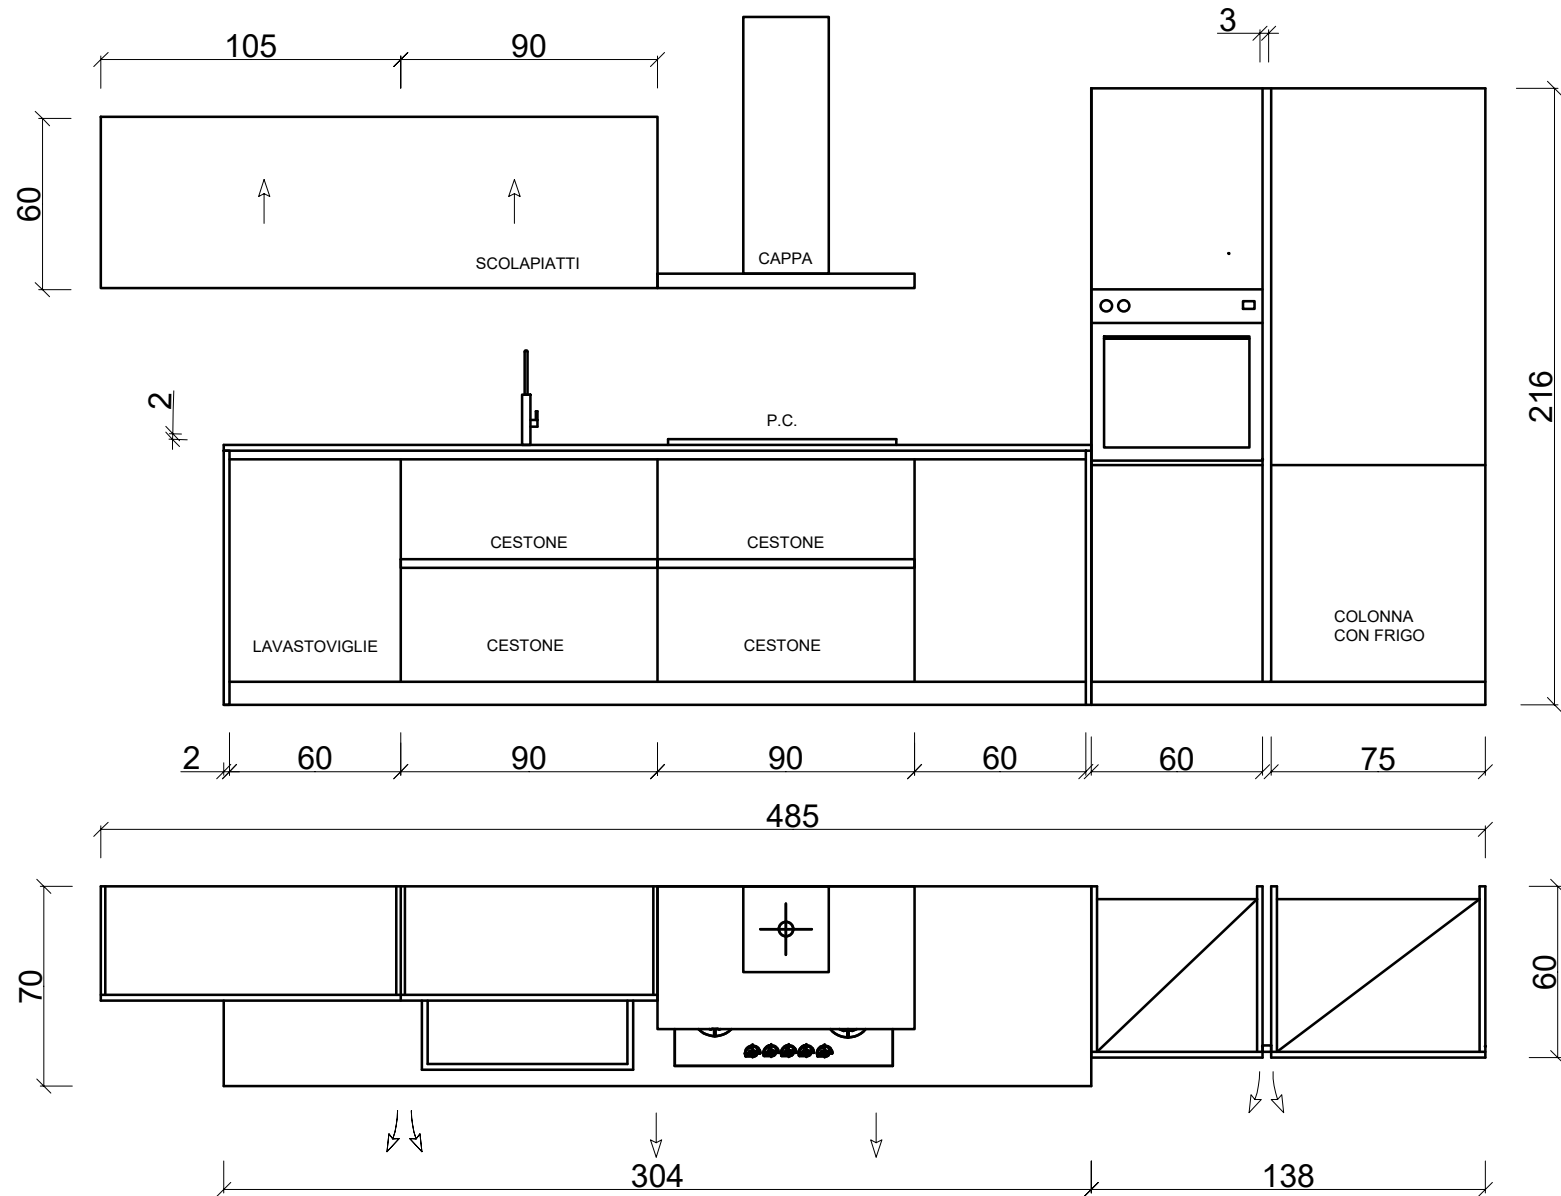 3
105
90
60
SCOLAPIATTI
CAPPA
216
2
P.C.
CESTONE
CESTONE
COLONNA
CON FRIGO
LAVASTOVIGLIE
CESTONE
CESTONE
2
60
90
90
60
60
75
485
70
60
304
138